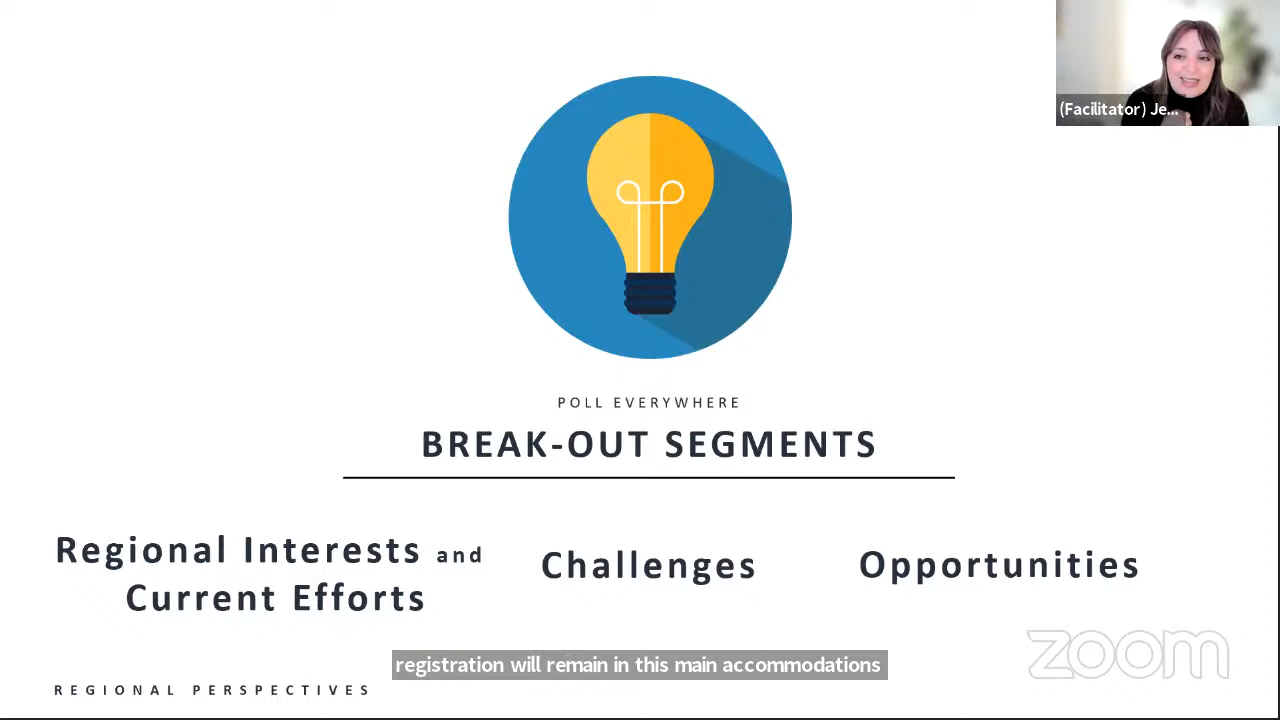 (Facilitator) Je...
POLL EVERYWHERE
BREAK-OUT SEGMENTS
Regional Interests and
Current Efforts
Challenges
Opportunities
registration will remain in this main accommodations
zoom
REGIONAL PERSPECTIVES